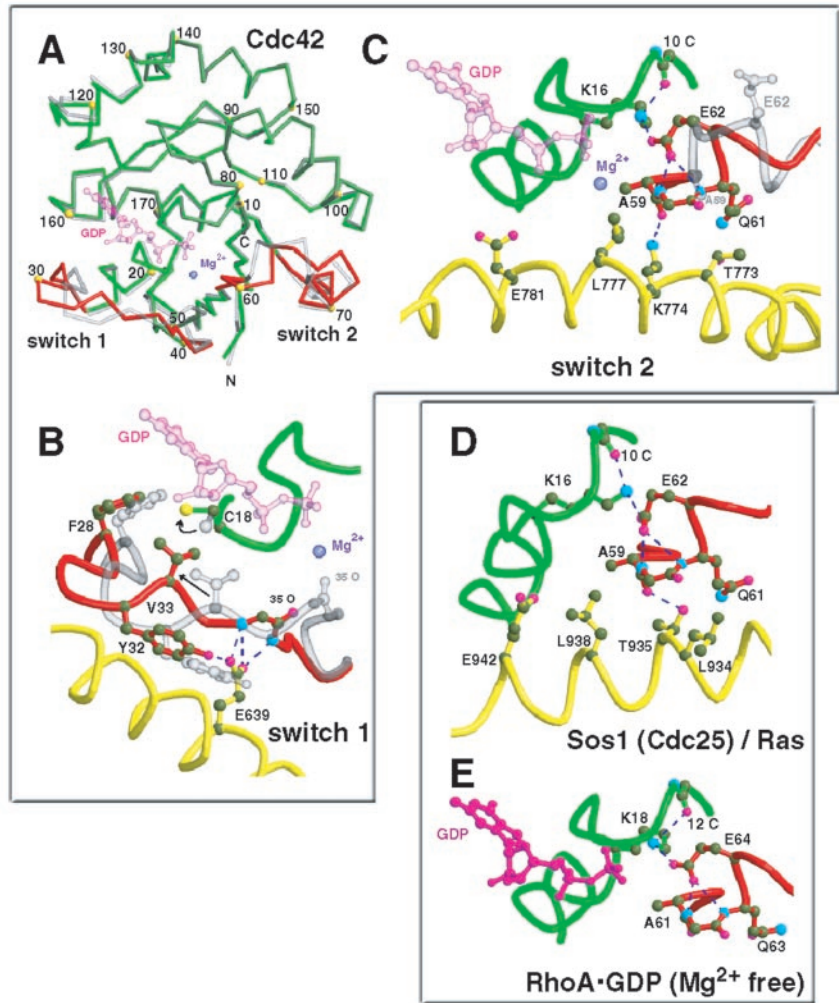 A
Cdc42
140
130
120
90
150
80
110
100
10
170
160
GDP
C
Mg2+
30
20
60
50
40
70
switch 1
switch 2
N
B
GDP
F28
C18
Mg2+
V33
35 O
35 O
Y32
E639
switch 1
C
10 C
GDP
K16
E62
E62
Mg2+
A59
A59
Q61
E781
L777
K774
T773
switch 2
D
10 C
K16
E62
A59
Q61
E942
L938
T935
L934
Sos1 (Cdc25) / Ras
E
GDP
K18
12 C
E64
A61
Q63
RhoA·GDP (Mg2+ free)